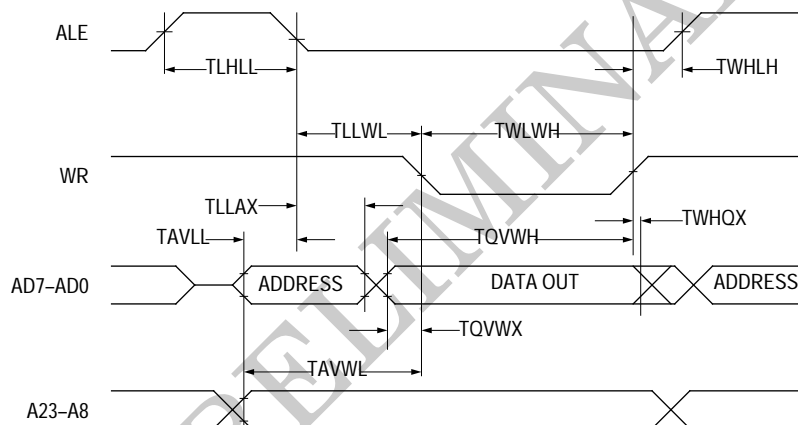 ALE
TLHLL
TWHLH
TLLWL
TWLWH
WR
TLLAX
TWHQX
TAVLL
TQVWH
AD7–AD0
ADDRESS
DATA OUT
ADDRESS
TQVWX
TAVWL
A23–A8